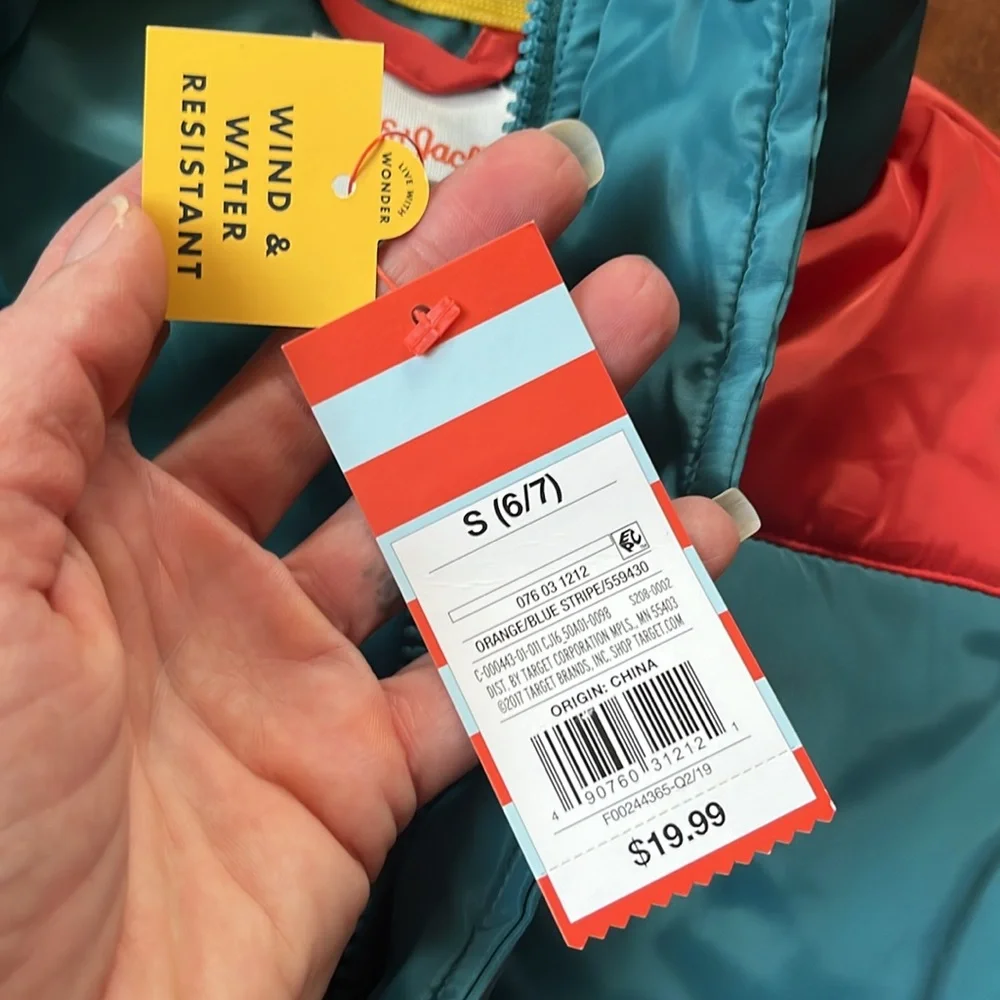 WIND &
WATER
RESISTANT
LIVE WITH
WONDER
S (6/7)
076 03 1212
ORANGE/BLUE STRIPE/559430
C-000443-01-011 CJ16_50A01-0098 S208-0002
DIST. BY TARGET CORPORATION MPLS., MN 55403
©2017 TARGET BRANDS, INC. SHOP TARGET.COM
ORIGIN: CHINA
4 90760 31212 1
F00244365-Q2/19
$19.99